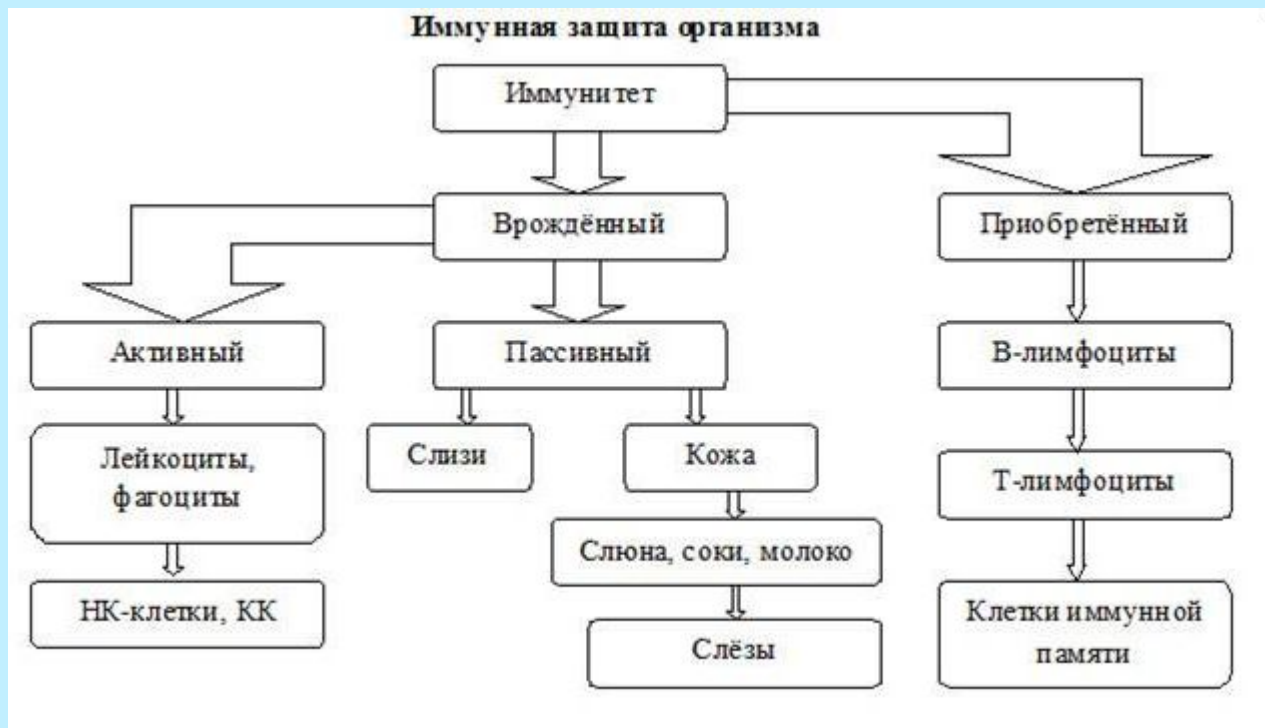 Иммунная защита организма
Иммунитет
Врождённый
Приобретённый
Активный
Пассивный
В-лимфоциты
Лейкоциты,
фагоциты
Слизи
Кожа
Т-лимфоциты
Слюна, соки, молоко
НК-клетки, КК
Слёзы
Клетки иммунной
памяти